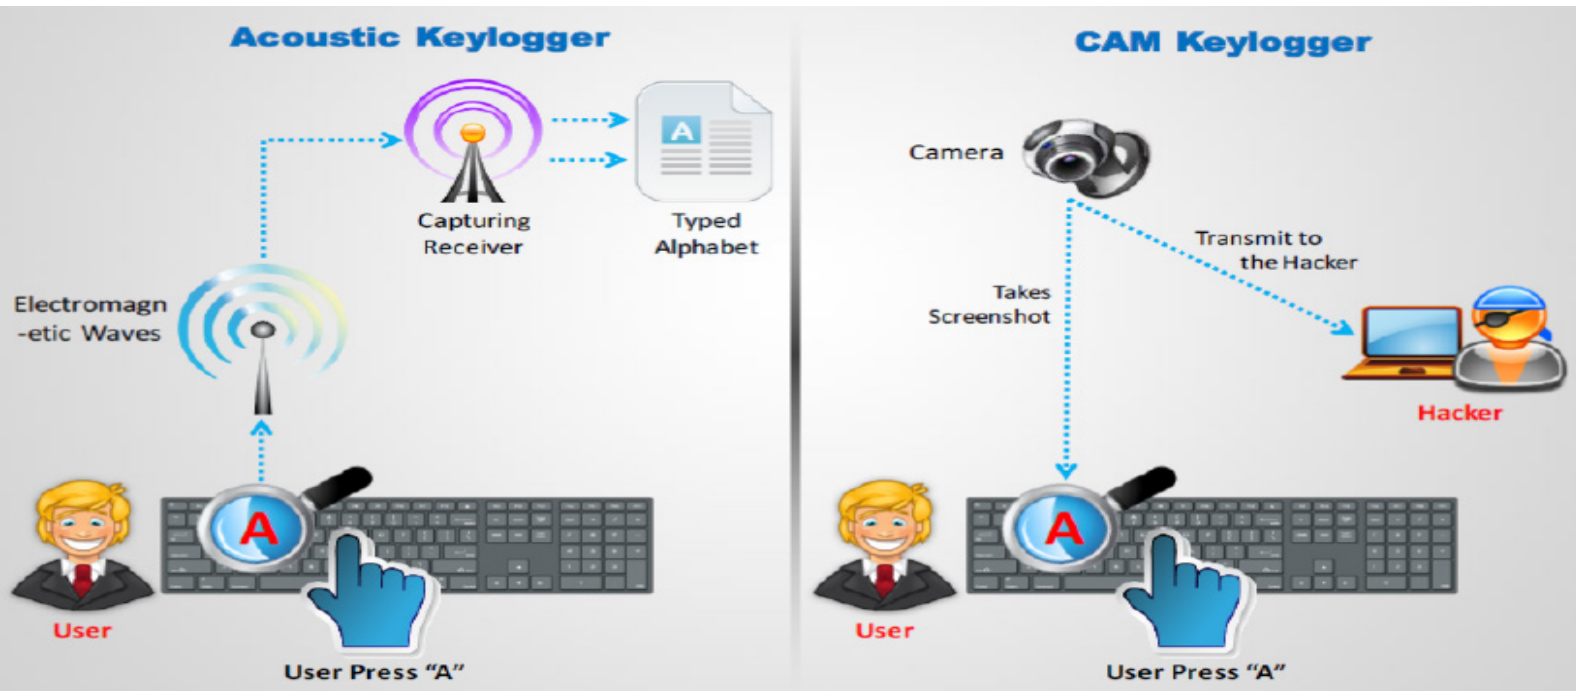 Acoustic Keylogger
Capturing
Receiver
A
Typed
Alphabet
Electromagn
-etic Waves
A
User
User Press “A”
CAM Keylogger
Camera
Transmit to
the Hacker
Takes
Screenshot
Hacker
A
User
User Press “A”